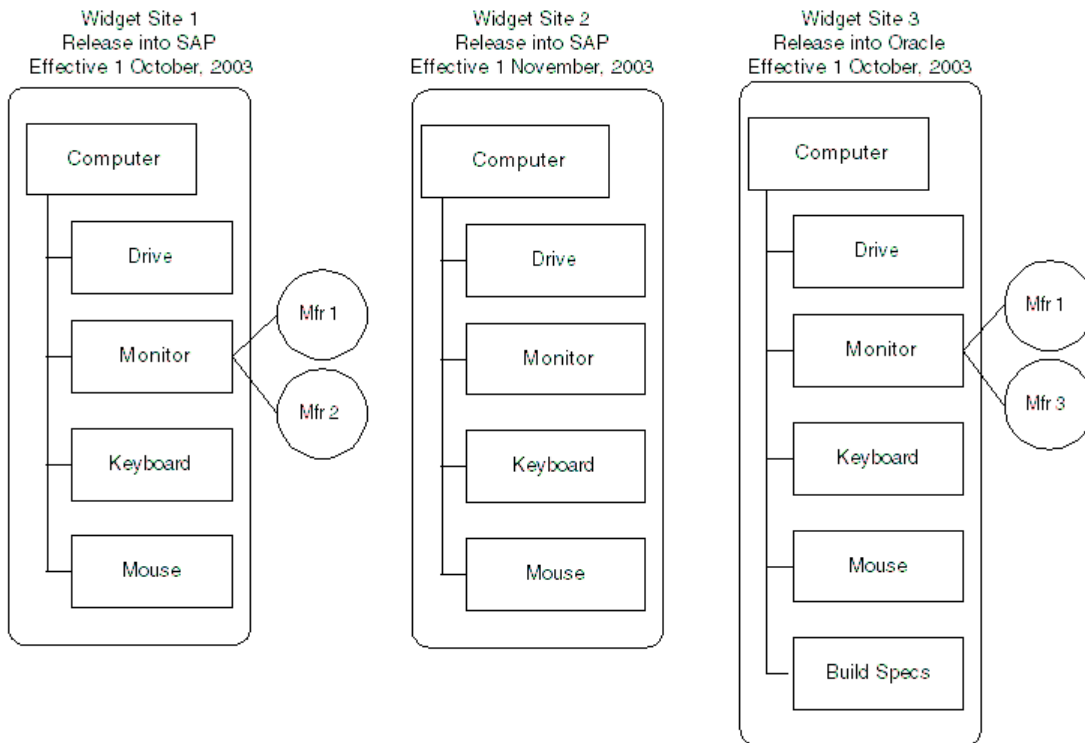 Widget Site 1
Release into SAP
Effective 1 October, 2003
Computer
Drive
Monitor
Mfr 1
Mfr 2
Keyboard
Mouse
Widget Site 2
Release into SAP
Effective 1 November, 2003
Computer
Drive
Monitor
Keyboard
Mouse
Widget Site 3
Release into Oracle
Effective 1 October, 2003
Computer
Drive
Monitor
Mfr 1
Mfr 3
Keyboard
Mouse
Build Specs